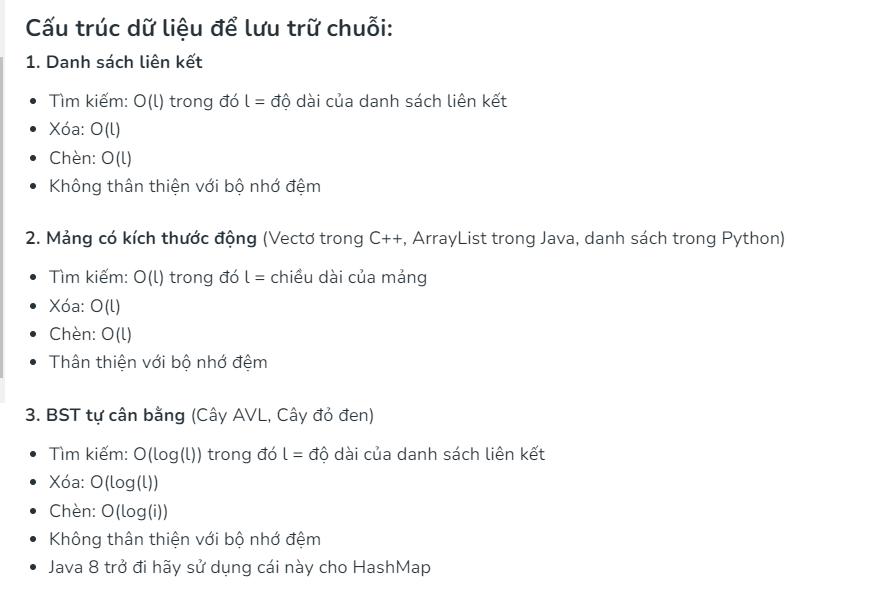 Cấu trúc dữ liệu để lưu trữ chuỗi:
1. Danh sách liên kết
Tìm kiếm: O(l) trong đó l = độ dài của danh sách liên kết
Xóa: O(l)
Chèn: O(l)
Không thân thiện với bộ nhớ đệm
2. Mảng có kích thước động (Vectơ trong C++, ArrayList trong Java, danh sách trong Python)
Tìm kiếm: O(l) trong đó l = chiều dài của mảng
Xóa: O(l)
Chèn: O(l)
Thân thiện với bộ nhớ đệm
3. BST tự cân bằng (Cây AVL, Cây đỏ đen)
Tìm kiếm: O(log(l)) trong đó l = độ dài của danh sách liên kết
Xóa: O(log(l))
Chèn: O(log(i))
Không thân thiện với bộ nhớ đệm
Java 8 trở đi hãy sử dụng cái này cho HashMap